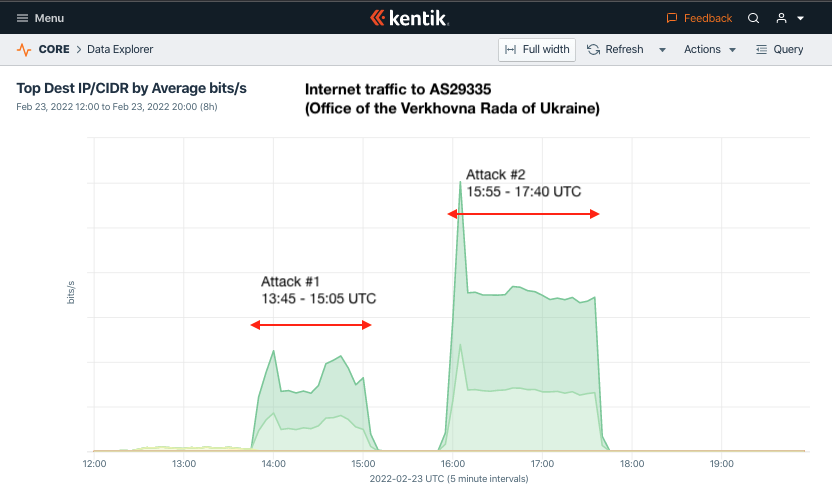 Menu
kentik.
Feedback
CORE > Data Explorer
Full width
Refresh
Actions
Query
Top Dest IP/CIDR by Average bits/s
Feb 23, 2022 12:00 to Feb 23, 2022 20:00 (8h)
Internet traffic to AS29335
(Office of the Verkhovna Rada of Ukraine)
Attack #2
15:55 - 17:40 UTC
Attack #1
13:45 - 15:05 UTC
bits/s
12:00 13:00 14:00 15:00 16:00 17:00 18:00 19:00
2022-02-23 UTC (5 minute intervals)